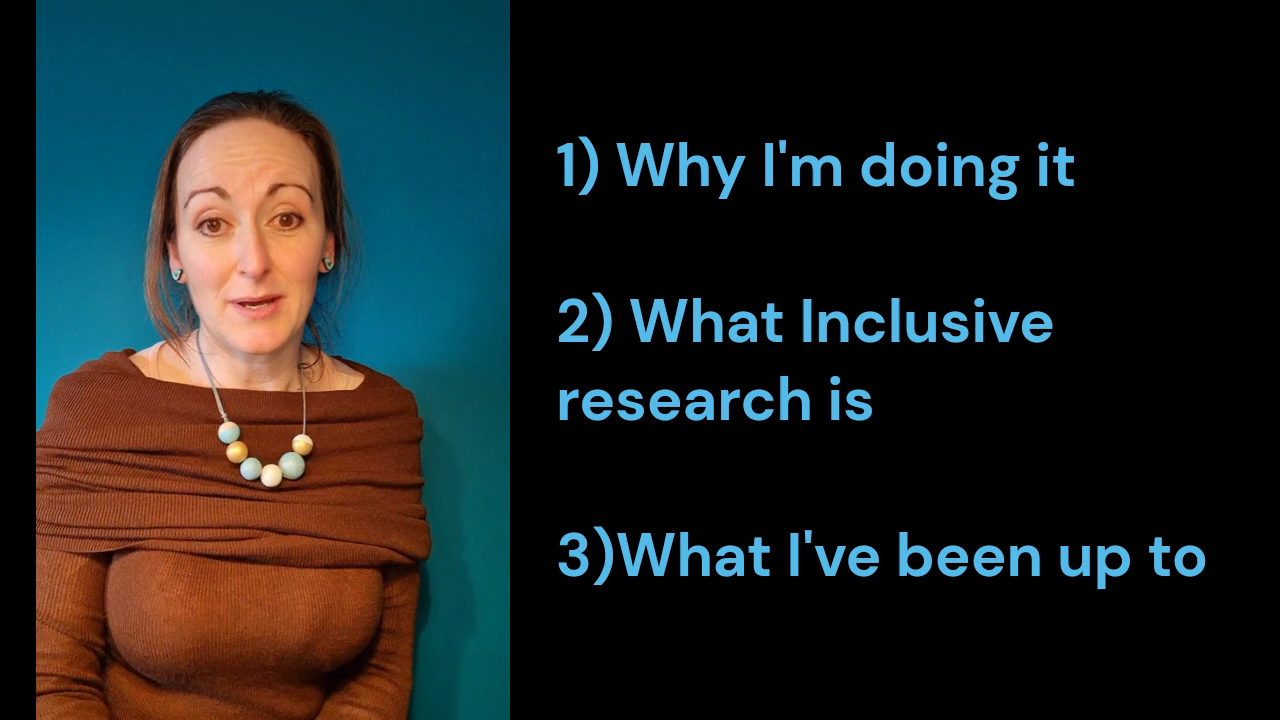 1) Why I'm doing it
2) What Inclusive
research is
3)What I've been up to